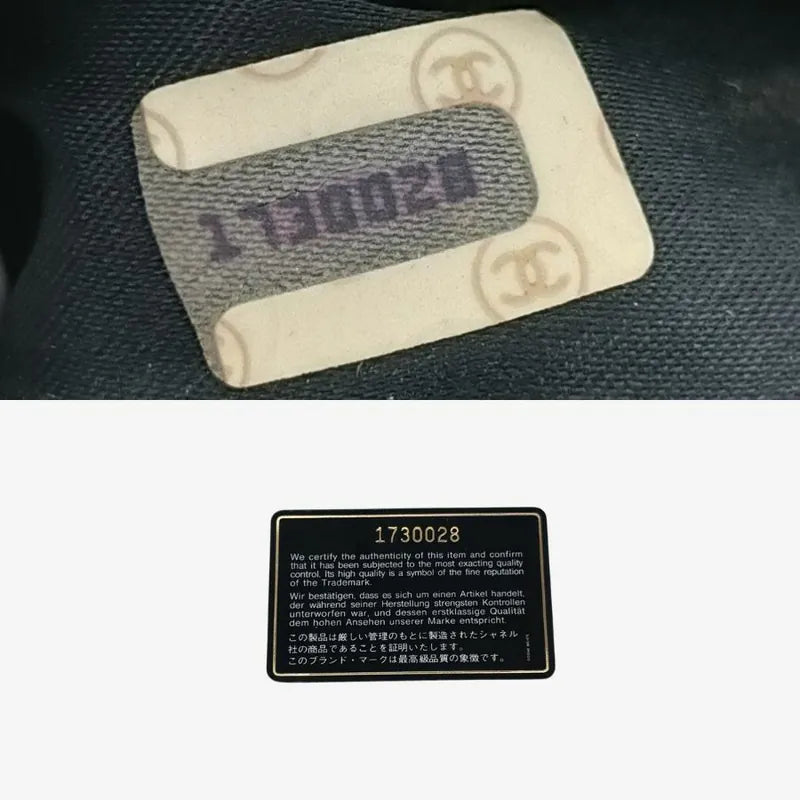 1730028
1730028
We certify the authenticity of this item and confirm
that it has been subjected to the most exacting quality
control. Its high quality is a symbol of the fine reputation
of the Trademark.
Wir bestätigen, dass es sich um einen Artikel handelt,
der während seiner Herstellung strengsten Kontrollen
unterworfen war, und dessen erstklassige Qualität
dem hohen Ansehen unserer Marke entspricht.
この製品は厳しい管理のもとに製造されたシャネル
社の商品であることを証明いたします。
このブランド・マークは最高級品質の象徴です。